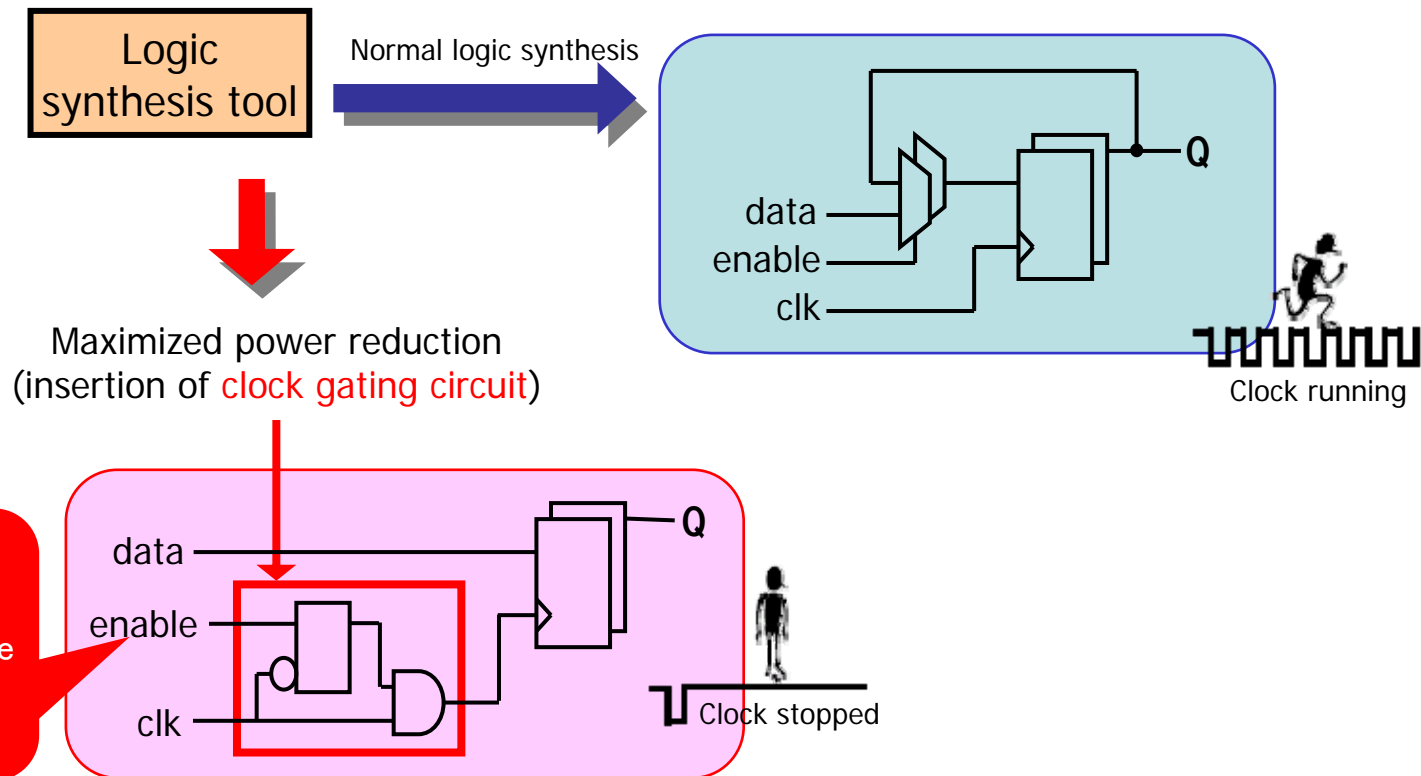 Logic
synthesis tool
Normal logic synthesis
Q
data
enable
clk
Clock running
Maximized power reduction
(insertion of clock gating circuit)
data
enable
clk
Q
Clock stopped